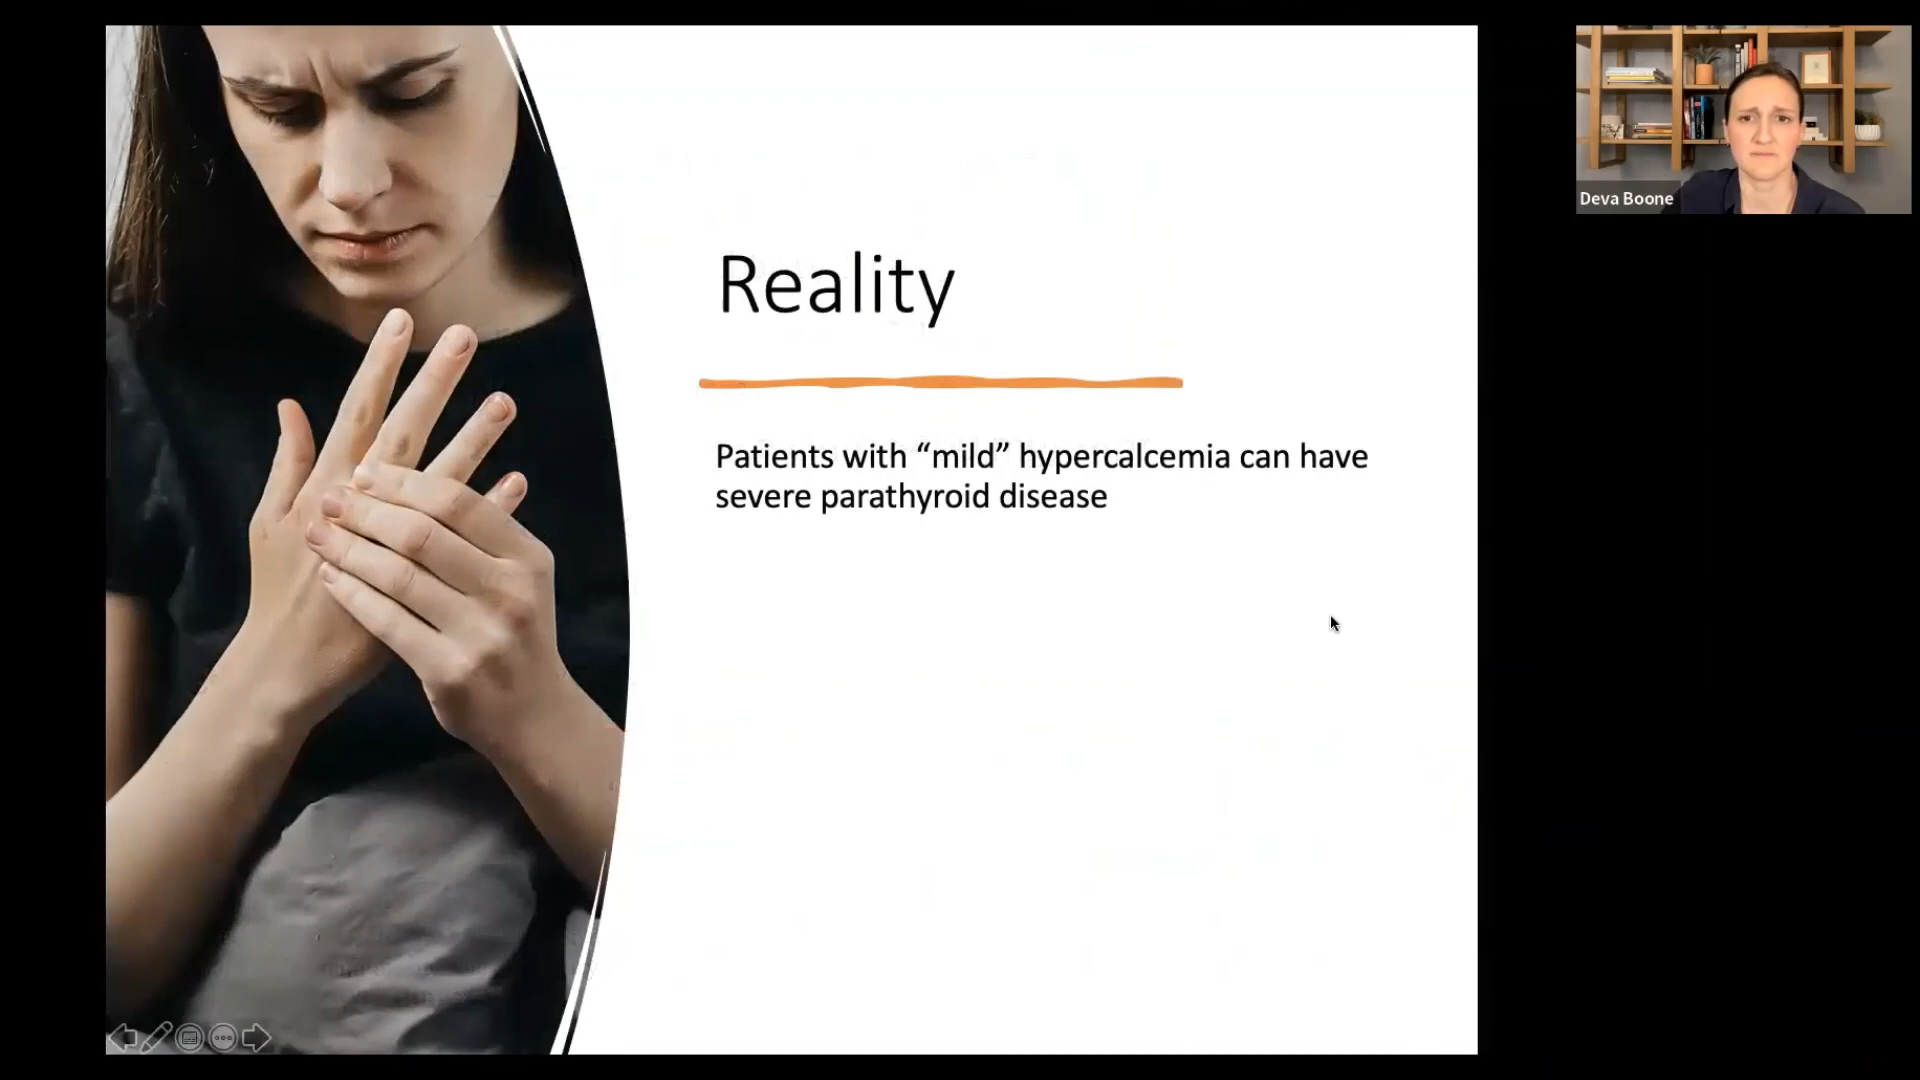 Reality
Patients with “mild” hypercalcemia can have
severe parathyroid disease
Deva Boone